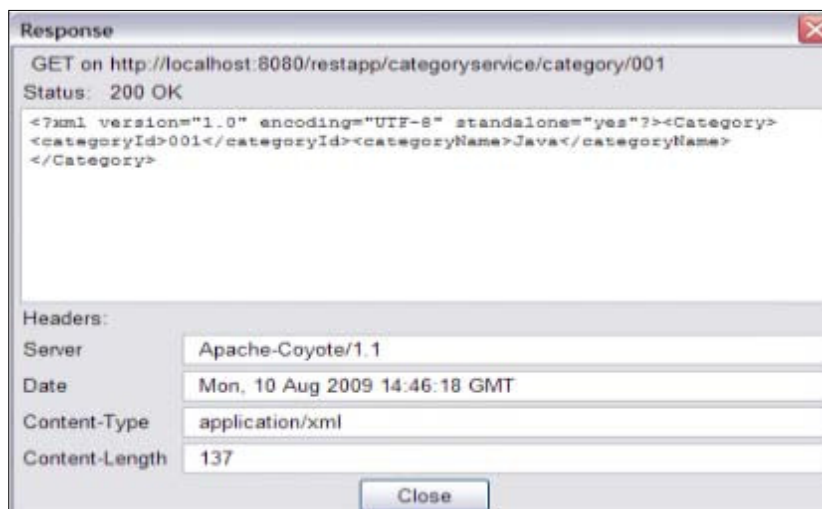 Response
GET on http://localhost:8080/restapp/categoryservice/category/001
Status: 200 OK
<?xml version="1.0" encoding="UTF-8" standalone="yes"?><Category>
<categoryId>001</categoryId><categoryName>Java</categoryName>
</Category>
Headers:
Server Apache-Coyote/1.1
Date Mon, 10 Aug 2009 14:46:18 GMT
Content-Type application/xml
Content-Length 137
Close